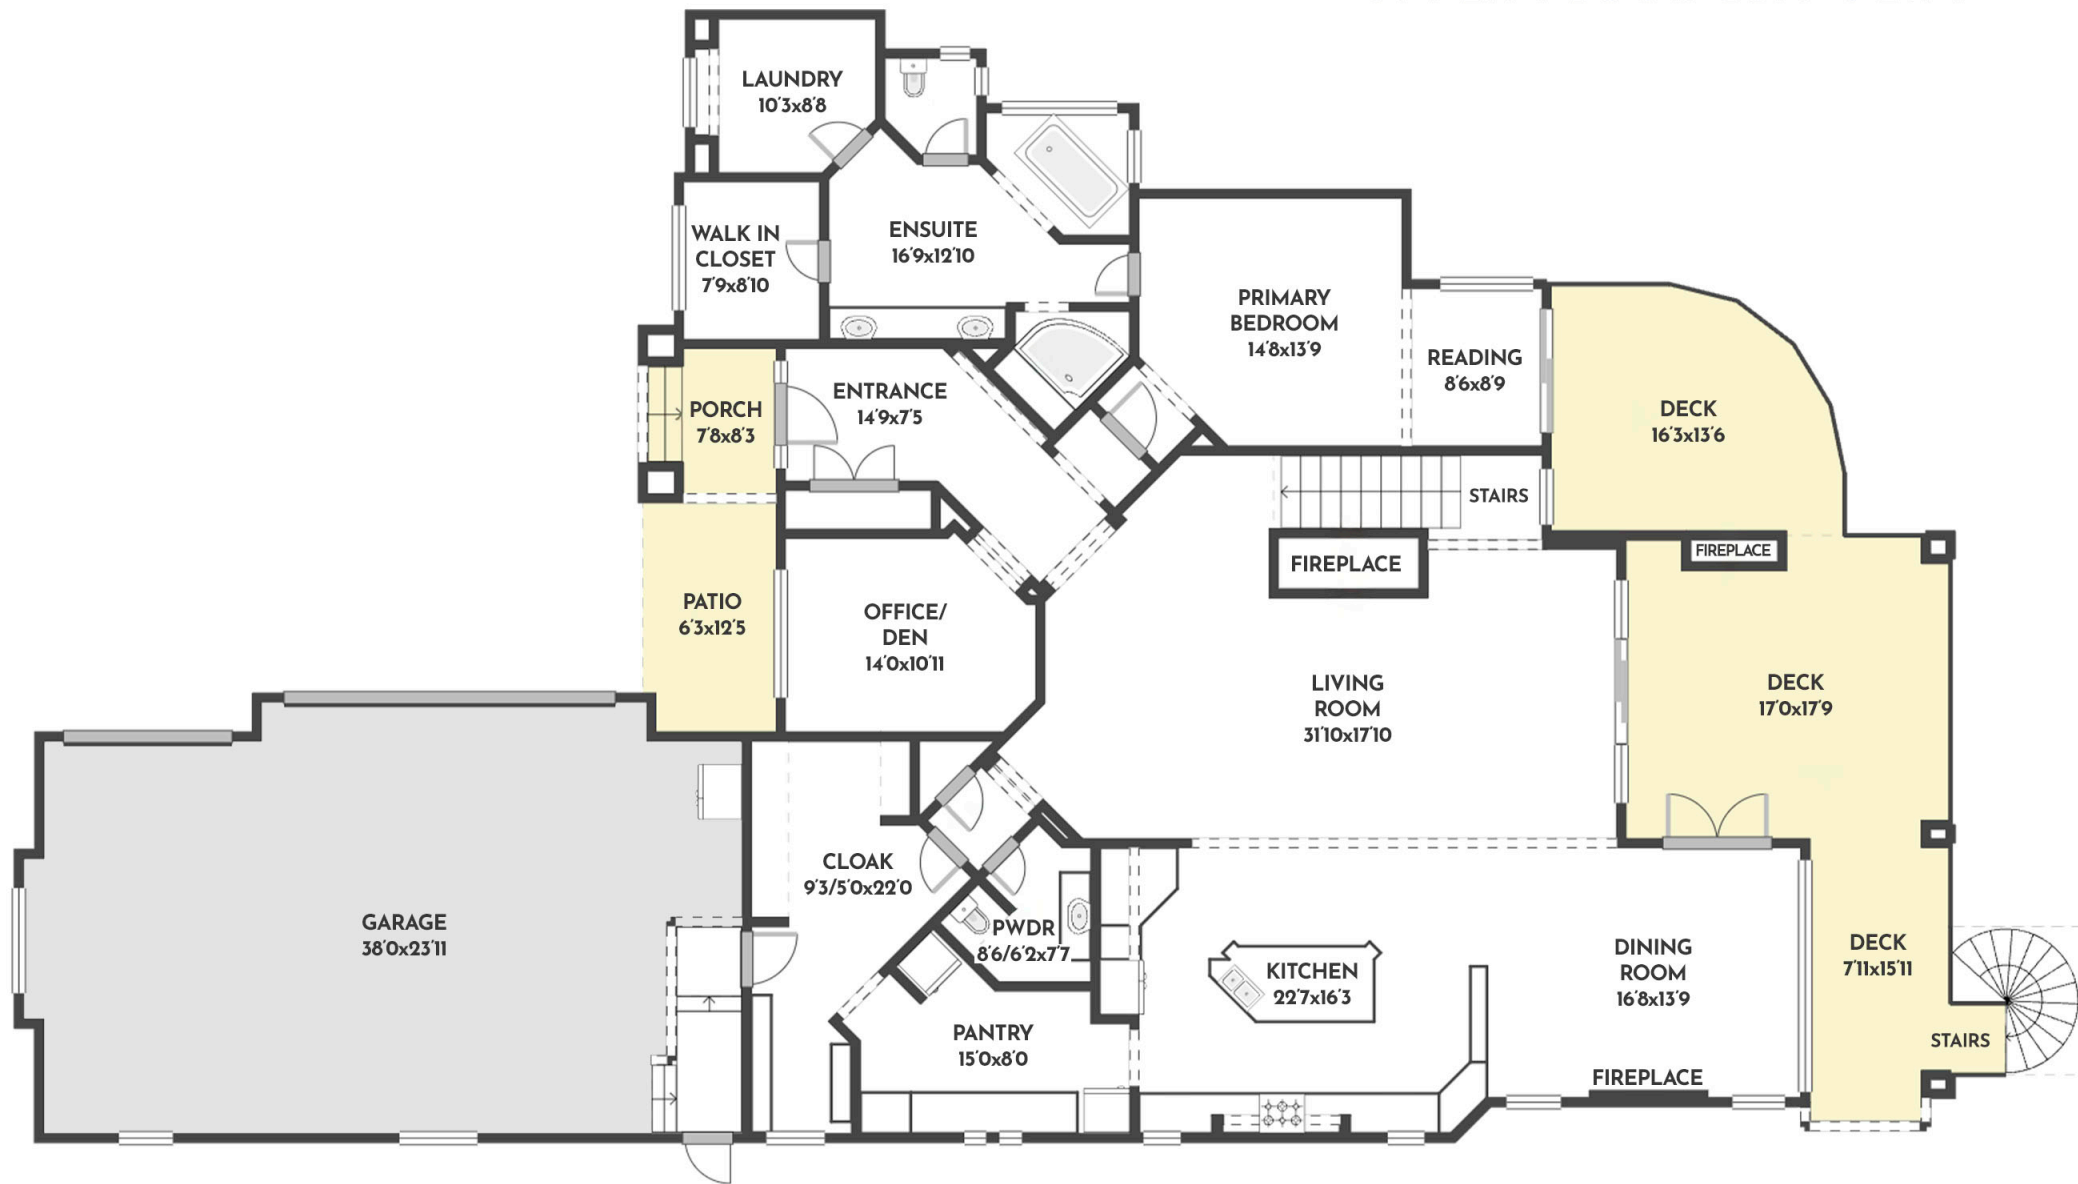 LAUNDRY
10'3x8'8
WALK IN
CLOSET
7'9x8'10
ENSUITE
16'9x12'10
PRIMARY
BEDROOM
14'8x13'9
READING
8'6x8'9
DECK
16'3x13'6
PORCH
7'8x8'3
ENTRANCE
14'9x7'5
STAIRS
FIREPLACE
FIREPLACE
PATIO
6'3x12'5
OFFICE/
DEN
14'0x10'11
LIVING
ROOM
31'10x17'10
DECK
17'0x17'9
CLOAK
9'3/5'0x22'0
GARAGE
38'0x23'11
PWDR
8'6/6'2x7'7
KITCHEN
22'7x16'3
DINING
ROOM
16'8x13'9
DECK
7'11x15'11
PANTRY
15'0x8'0
STAIRS
FIREPLACE